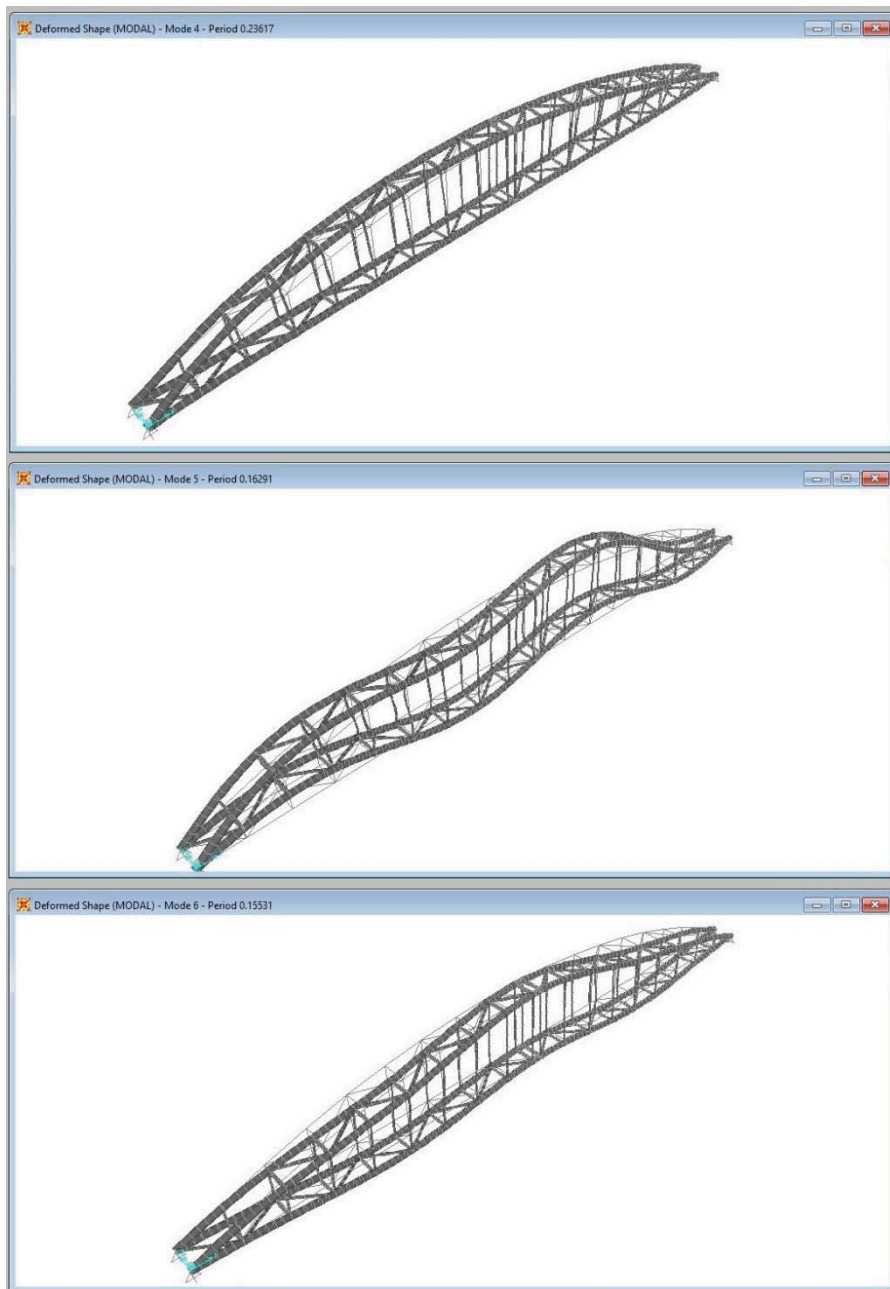 Deformed Shape (MODAL) - Mode 4 - Period 0.23617
Deformed Shape (MODAL) - Mode 5 - Period 0.16291
Deformed Shape (MODAL) - Mode 6 - Period 0.15531